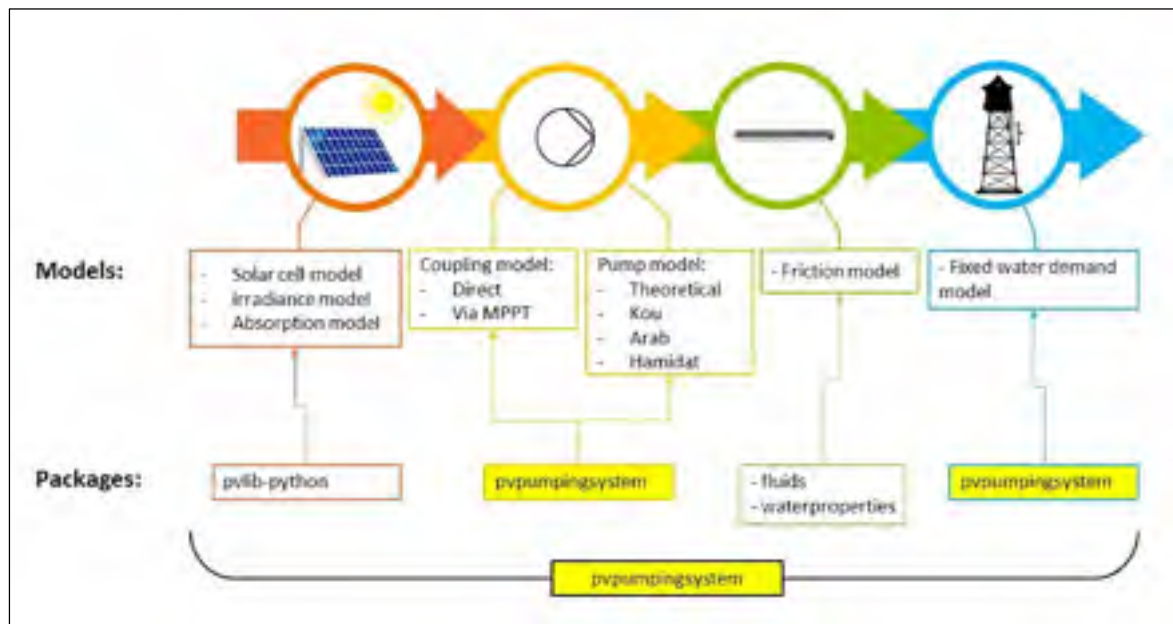 Models:
- Solar cell model
- Irradiance model
- Absorption model
Coupling model:
- Direct
- Via MPPT
Pump model:
- Theoretical
- Kou
- Arab
- Hamidat
- Friction model
- Fixed water demand
model
Packages:
pvlib-python
pvpumpingsystem
- fluids
- waterproperties
pvpumpingsystem
pvpumpingsystem